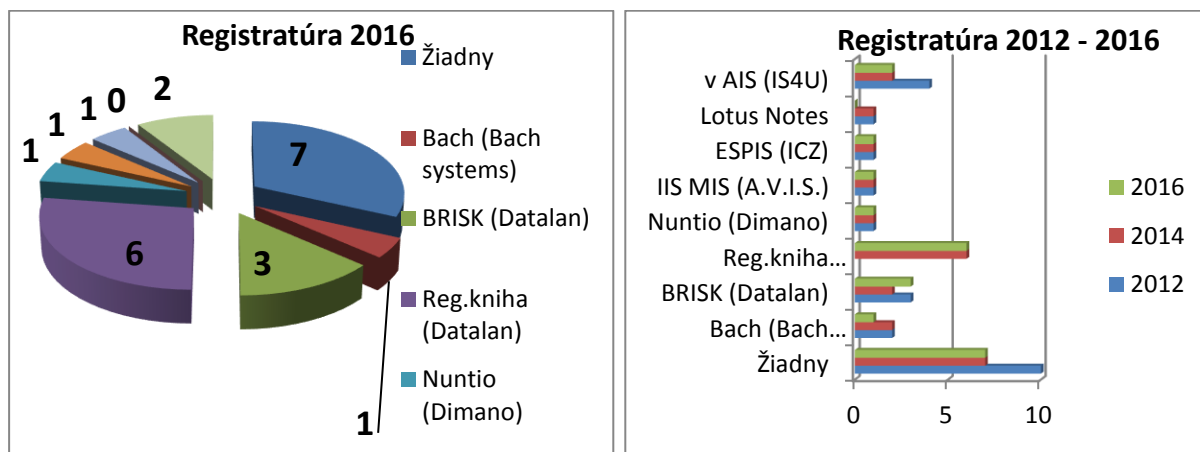 Registratúra 2016
Žiadny
Bach (Bach
systems)
BRISK (Datalan)
Reg.kniha
(Datalan)
Nuntio
(Dimano)
7
1
3
6
1
1
1
0
2
Registratúra 2012 - 2016
v AIS (IS4U)
Lotus Notes
ESPIS (ICZ)
IIS MIS (A.V.I.S.)
Nuntio (Dimano)
Reg.kniha...
BRISK (Datalan)
Bach (Bach...
Žiadny
0
5
10
2016
2014
2012